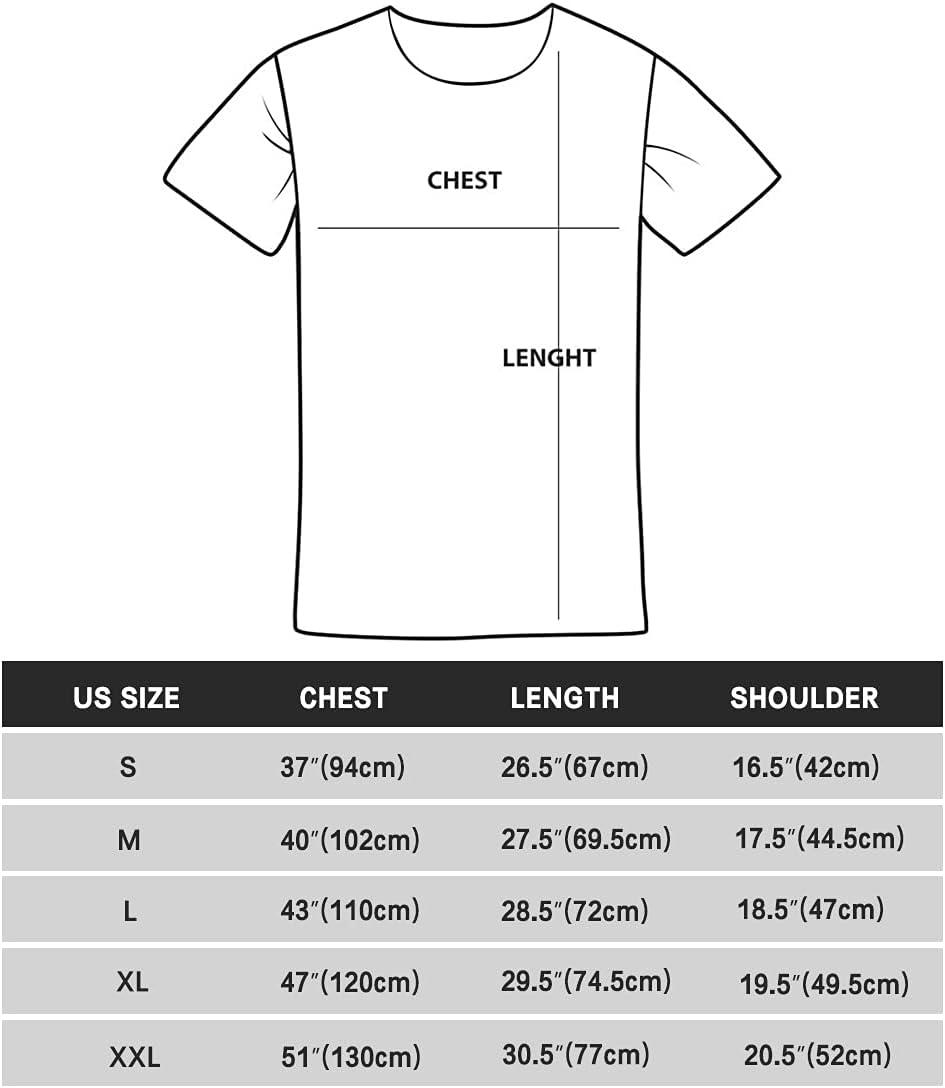 CHEST
LENGHT
US SIZE CHEST LENGTH SHOULDER
S 37"(94cm) 26.5"(67cm) 16.5"(42cm)
M 40"(102cm) 27.5"(69.5cm) 17.5"(44.5cm)
L 43"(110cm) 28.5"(72cm) 18.5"(47cm)
XL 47"(120cm) 29.5"(74.5cm) 19.5"(49.5cm)
XXL 51"(130cm) 30.5"(77cm) 20.5"(52cm)